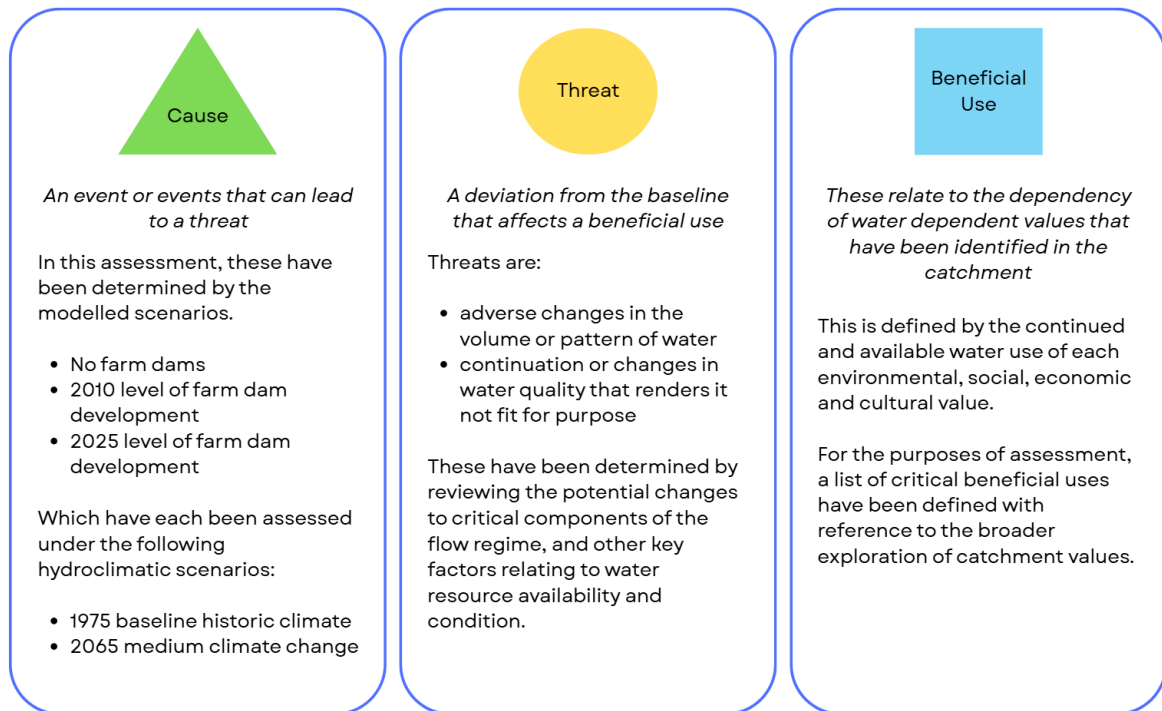 Cause
An event or events that can lead
to a threat
In this assessment, these have
been determined by the
modelled scenarios.
• No farm dams
• 2010 level of farm dam
development
• 2025 level of farm dam
development
Which have each been assessed
under the following
hydroclimatic scenarios:
• 1975 baseline historic climate
• 2065 medium climate change
Threat
A deviation from the baseline
that affects a beneficial use
Threats are:
• adverse changes in the
volume or pattern of water
• continuation or changes in
water quality that renders it
not fit for purpose
These have been determined by
reviewing the potential changes
to critical components of the
flow regime, and other key
factors relating to water
resource availability and
condition.
Beneficial
Use
These relate to the dependency
of water dependent values that
have been identified in the
catchment
This is defined by the continued
and available water use of each
environmental, social, economic
and cultural value.
For the purposes of assessment,
a list of critical beneficial uses
have been defined with
reference to the broader
exploration of catchment values.